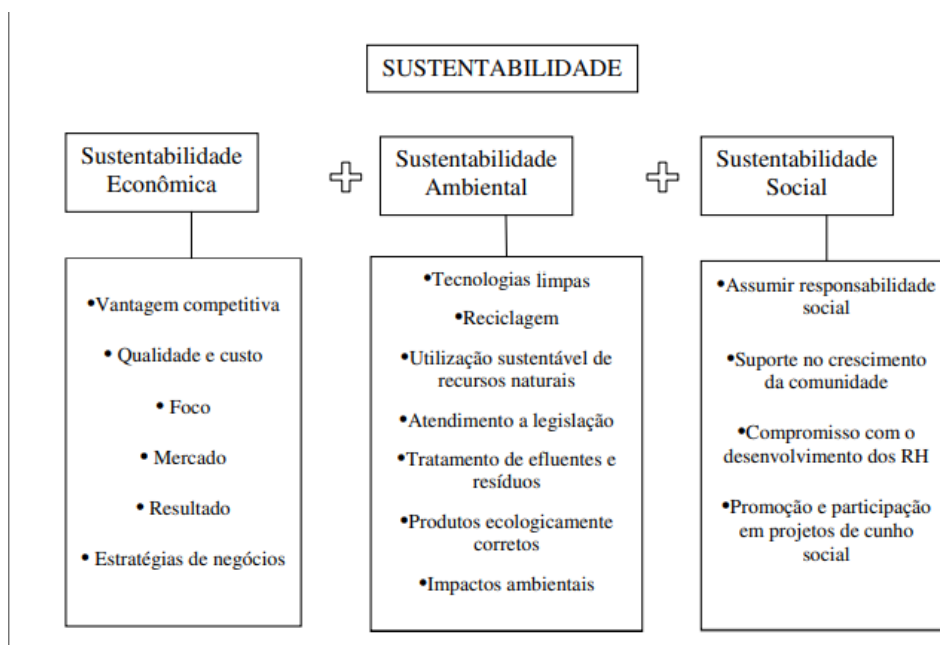 SUSTENTABILIDADE
Sustentabilidade
Econômica
Sustentabilidade
Ambiental
Sustentabilidade
Social
•Vantagem competitiva
• Qualidade e custo
• Foco
• Mercado
• Resultado
• Estratégias de negócios
•Tecnologias limpas
•Reciclagem
•Utilização sustentável de
recursos naturais
•Atendimento a legislação
•Tratamento de efluentes e
resíduos
•Produtos ecologicamente
corretos
•Impactos ambientais
•Assumir responsabilidade
social
•Suporte no crescimento
da comunidade
•Compromisso com o
desenvolvimento dos RH
•Promoção e participação
em projetos de cunho
social